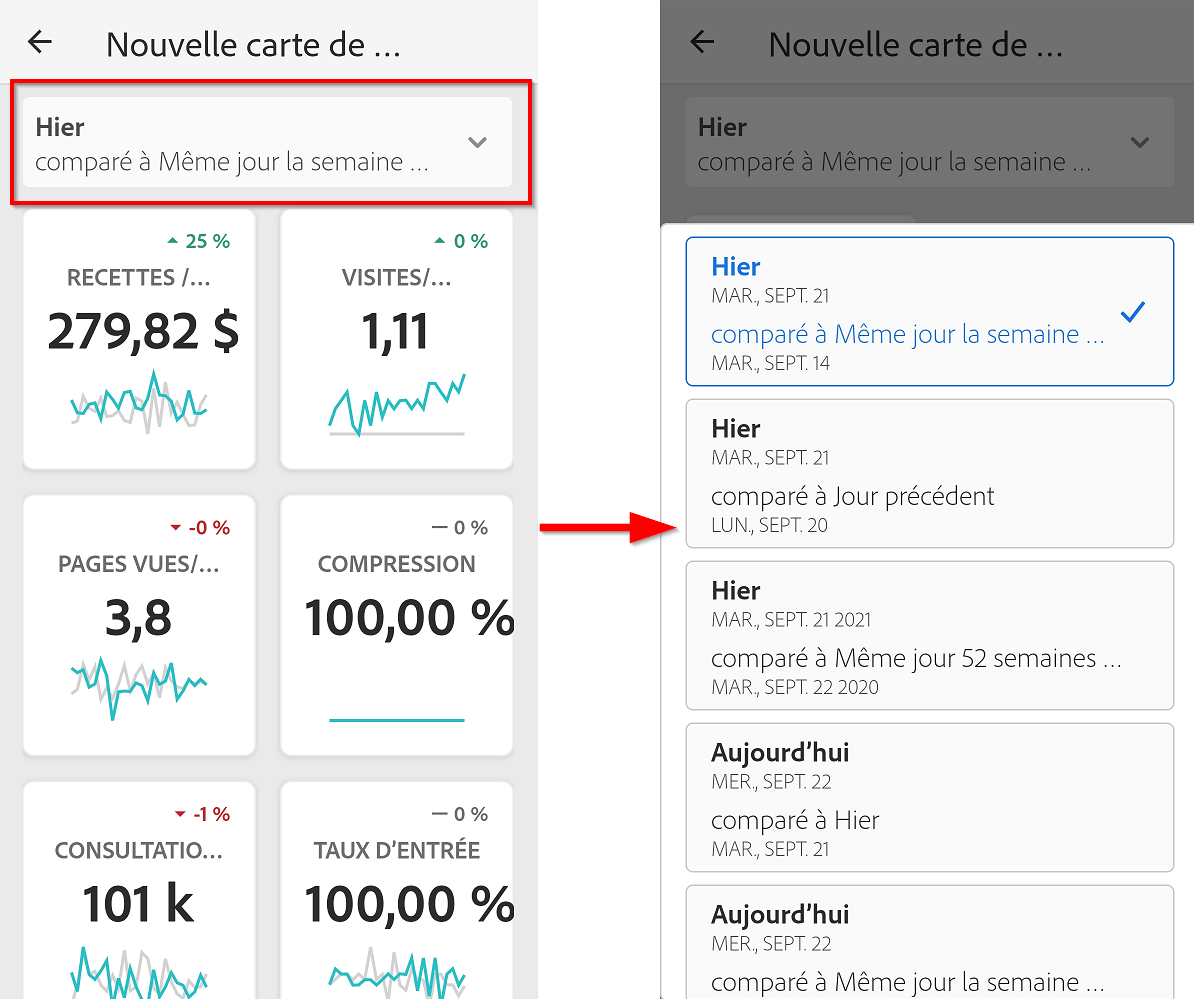 Nouvelle carte de ...
Hier
comparé à Même jour la semaine ...
▲ 25 %
RECETTES /...
279,82 $
▲ 0 %
VISITES/...
1,11
▼ -0 %
PAGES VUES/...
3,8
— 0 %
COMPRESSION
100,00 %
▼ -1 %
CONSULTATIO...
101 k
— 0 %
TAUX D’ENTRÉE
100,00 %
Nouvelle carte de ...
Hier
comparé à Même jour la semaine ...
Hier
MAR., SEPT. 21
comparé à Même jour la semaine ...
MAR., SEPT. 14
Hier
MAR., SEPT. 21
comparé à Jour précédent
LUN., SEPT. 20
Hier
MAR., SEPT. 21 2021
comparé à Même jour 52 semaines ...
MAR., SEPT. 22 2020
Aujourd’hui
MER., SEPT. 22
comparé à Hier
MAR., SEPT. 21
Aujourd’hui
MER., SEPT. 22
comparé à Même jour la semaine ...